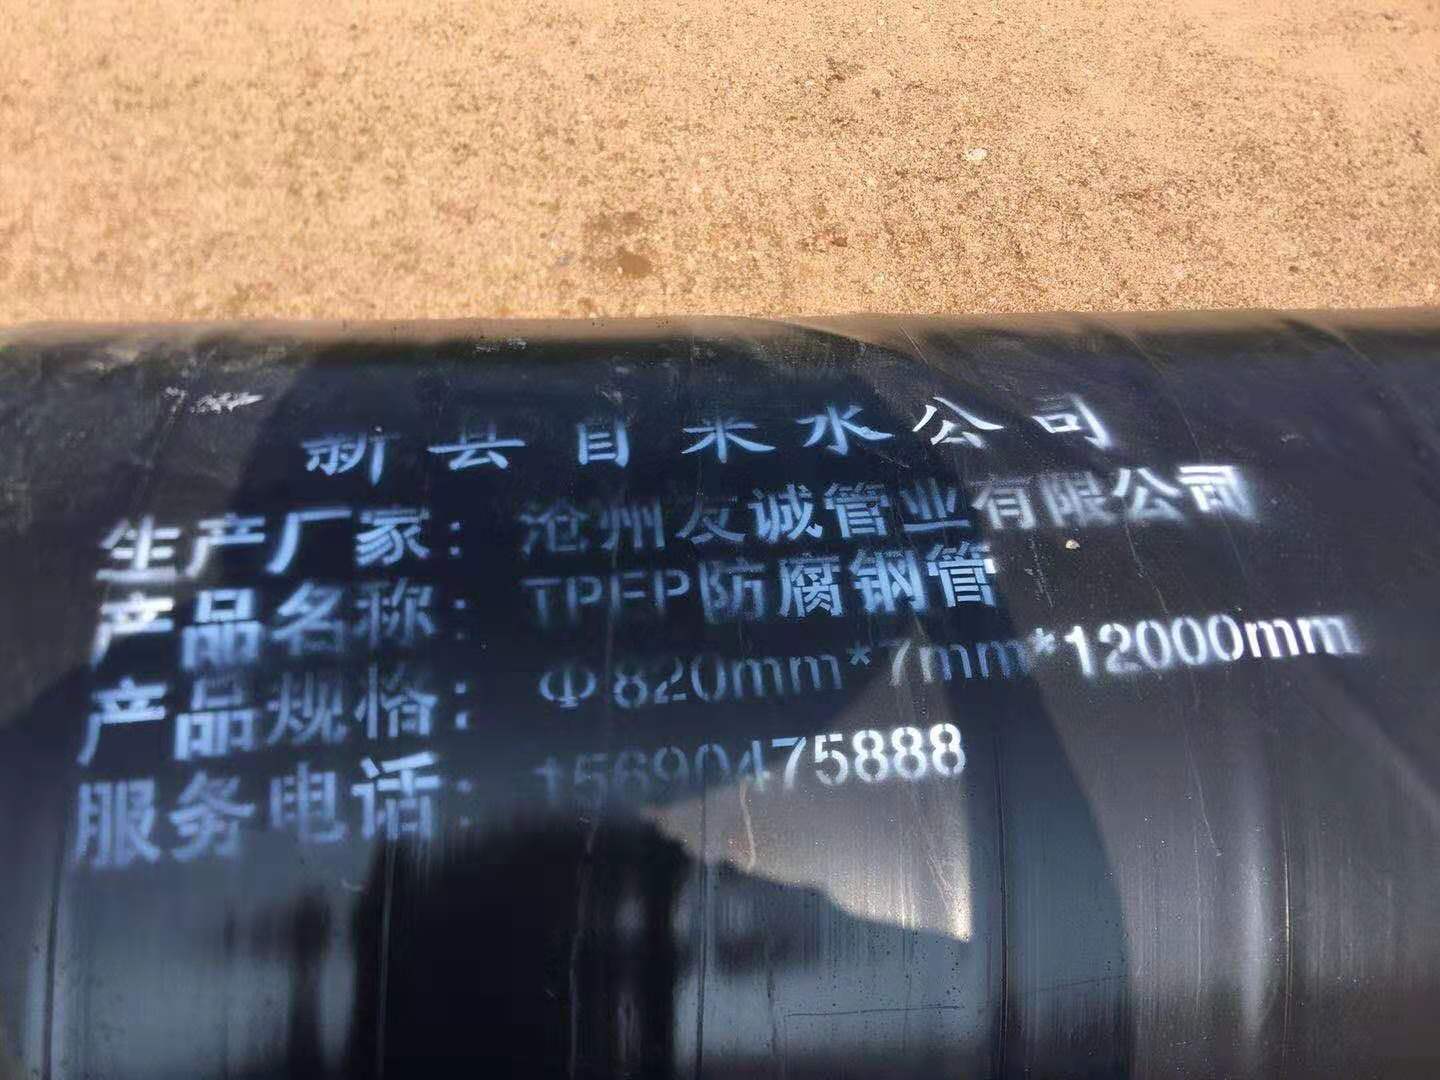 新县自来水公司
生产厂家：沧州友诚管业有限公司
产品名称：TPEP防腐钢管
产品规格：Φ820mm*7mm*12000mm
服务电话：15690475888